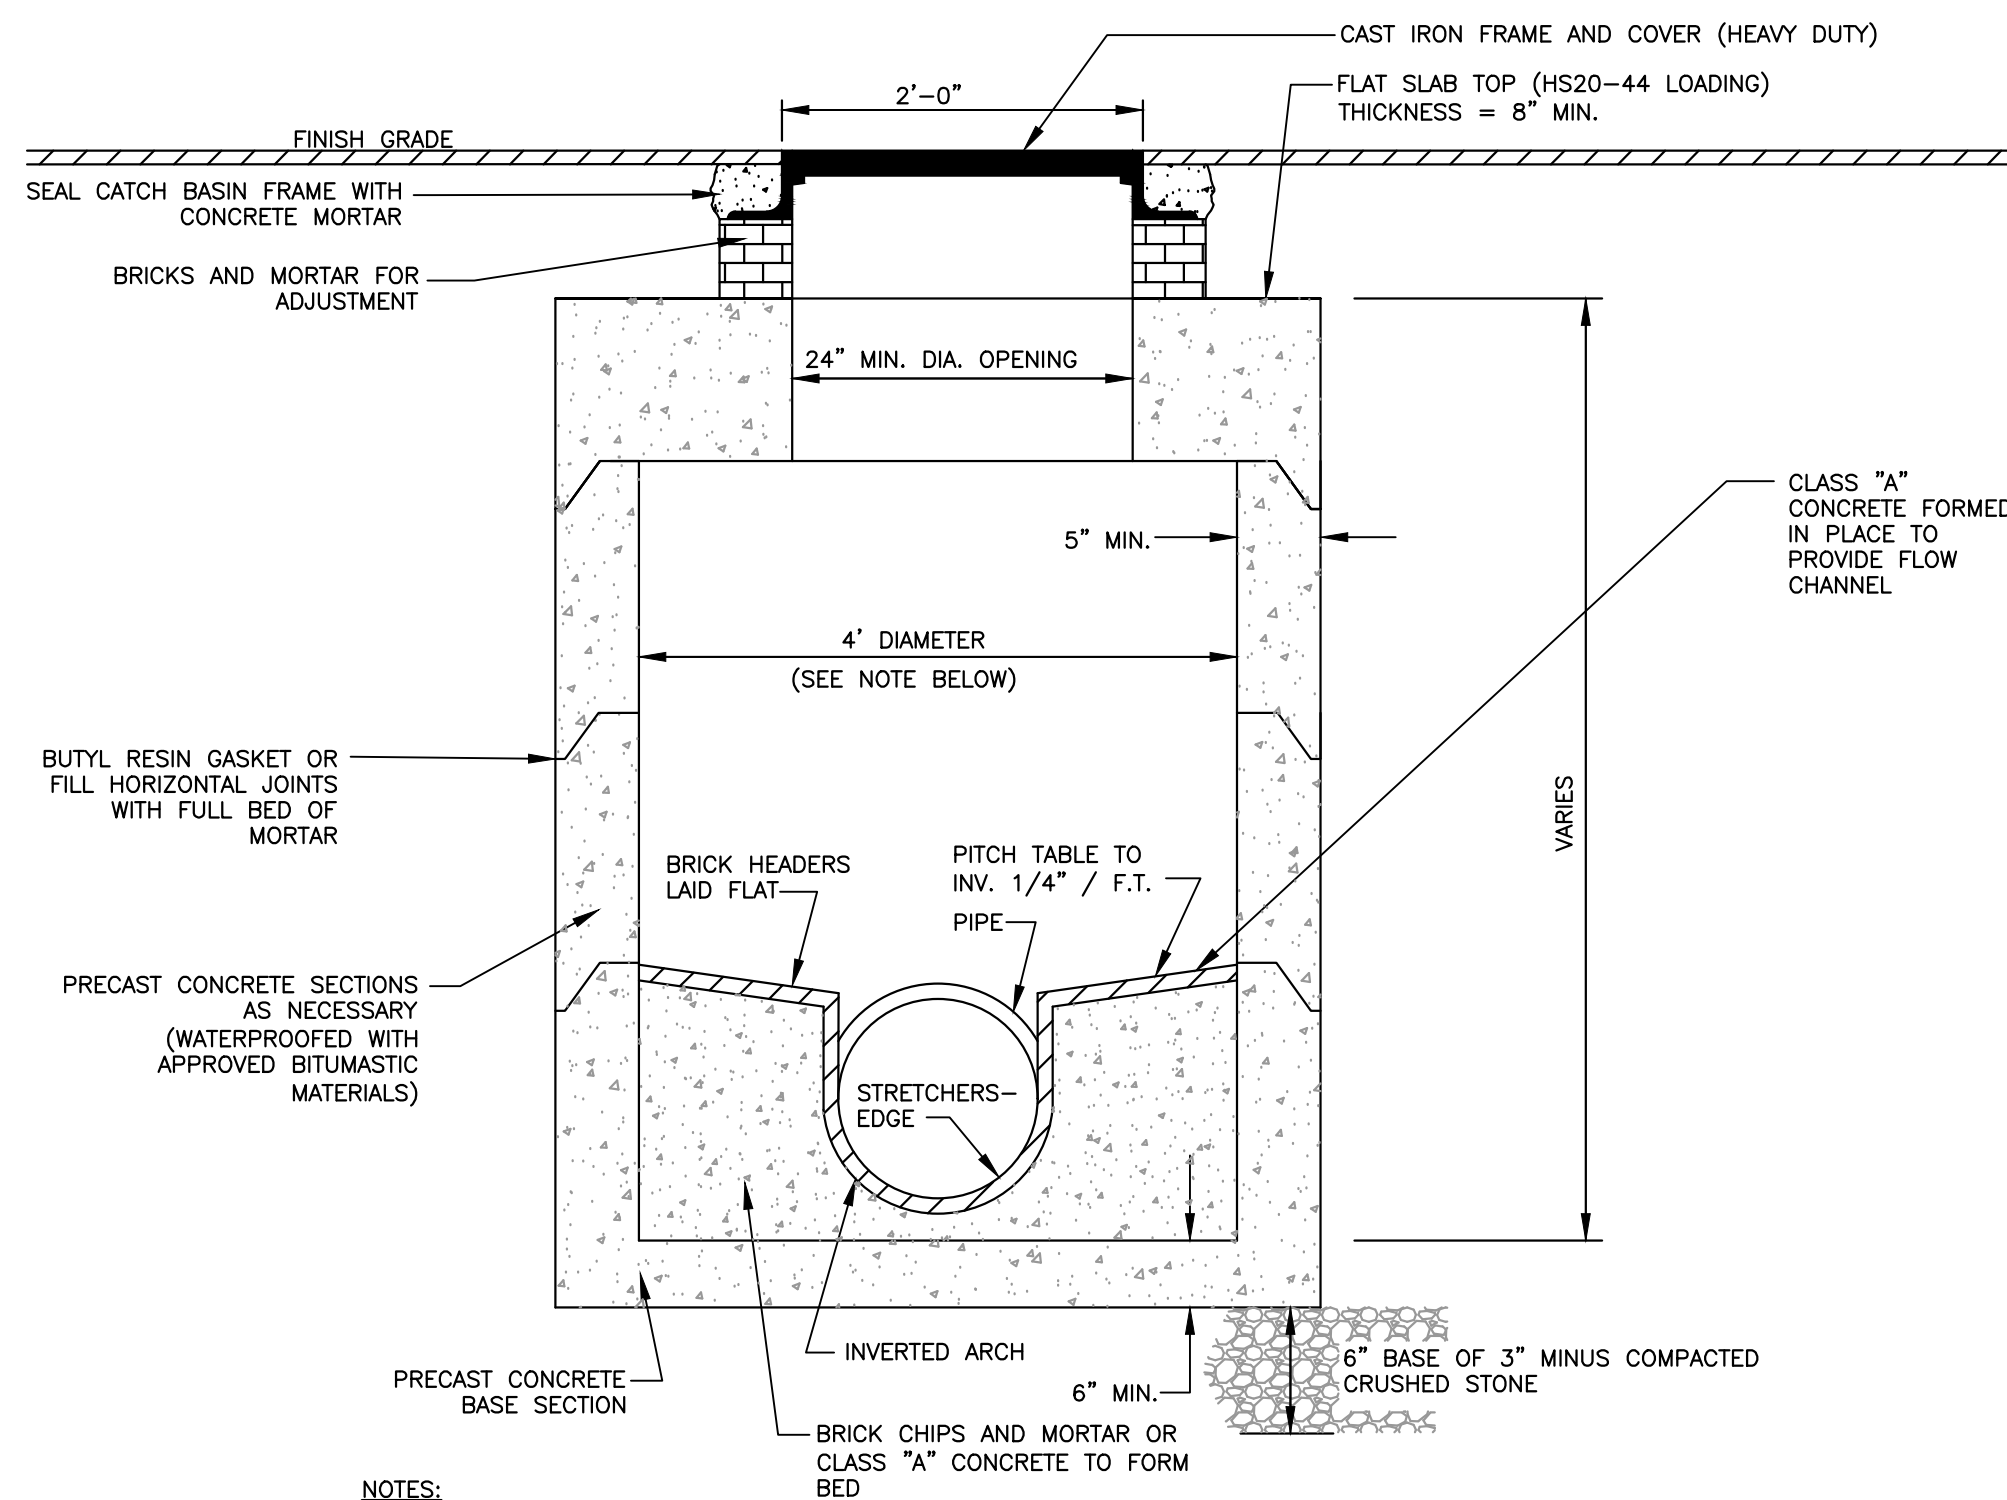 CAST IRON FRAME AND COVER (HEAVY DUTY)
FLAT SLAB TOP (HS20-44 LOADING)
THICKNESS = 8" MIN.
2'-0"
FINISH GRADE
SEAL CATCH BASIN FRAME WITH
CONCRETE MORTAR
BRICKS AND MORTAR FOR
ADJUSTMENT
24" MIN. DIA. OPENING
CLASS "A"
CONCRETE FORMED
IN PLACE TO
PROVIDE FLOW
CHANNEL
5" MIN.
4' DIAMETER
(SEE NOTE BELOW)
BUTYL RESIN GASKET OR
FILL HORIZONTAL JOINTS
WITH FULL BED OF
MORTAR
VARIES
BRICK HEADERS
LAID FLAT
PITCH TABLE TO
INV. 1/4" / F.T.
PIPE
PRECAST CONCRETE SECTIONS
AS NECESSARY
(WATERPROOFED WITH
APPROVED BITUMASTIC
MATERIALS)
STRETCHERS-
EDGE
INVERTED ARCH
6" BASE OF 3" MINUS COMPACTED
CRUSHED STONE
PRECAST CONCRETE
BASE SECTION
6" MIN.
BRICK CHIPS AND MORTAR OR
CLASS "A" CONCRETE TO FORM
BED
NOTES: